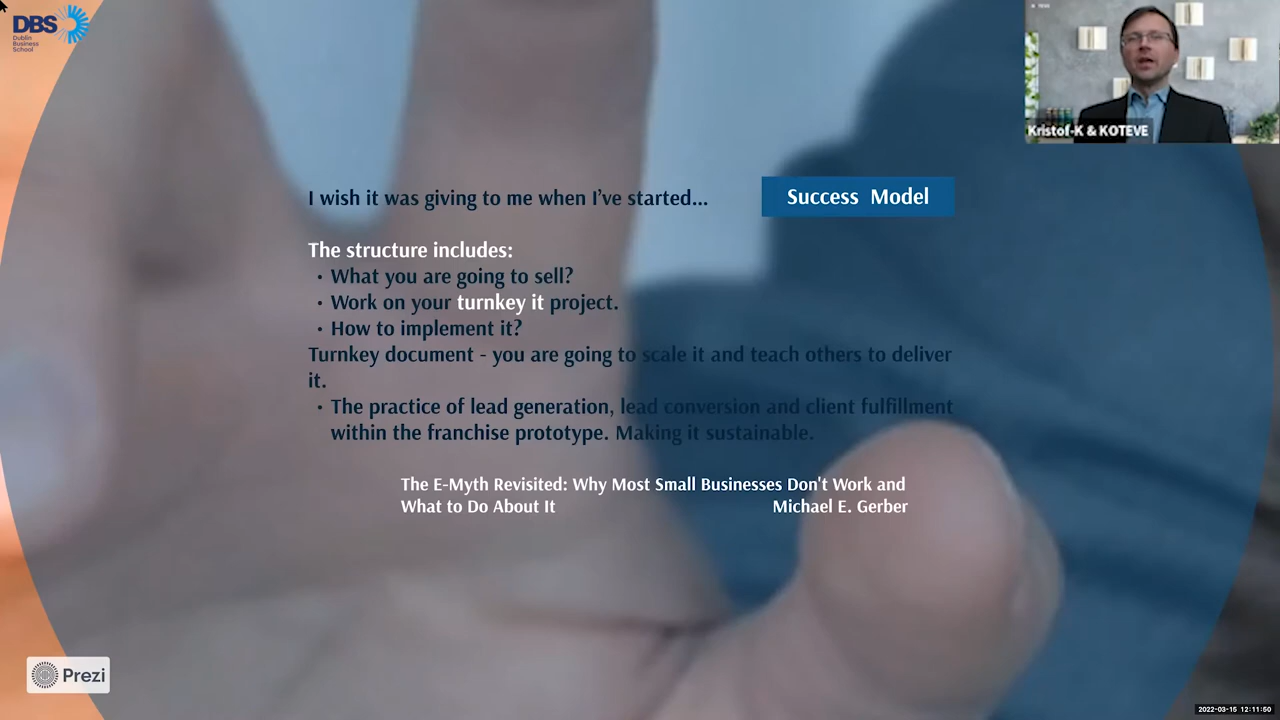 DBS
Dublin
Business
School
Kristof-K & KOTEVE
I wish it was giving to me when I've started...
Success Model
The structure includes:
• What you are going to sell?
• Work on your turnkey it project.
• How to implement it?
Turnkey document - you are going to scale it and teach others to deliver
it.
• The practice of lead generation, lead conversion and client fulfillment
within the franchise prototype. Making it sustainable.
The E-Myth Revisited: Why Most Small Businesses Don't Work and
What to Do About It
Michael E. Gerber
Prezi
2022-03-15 12:11:50